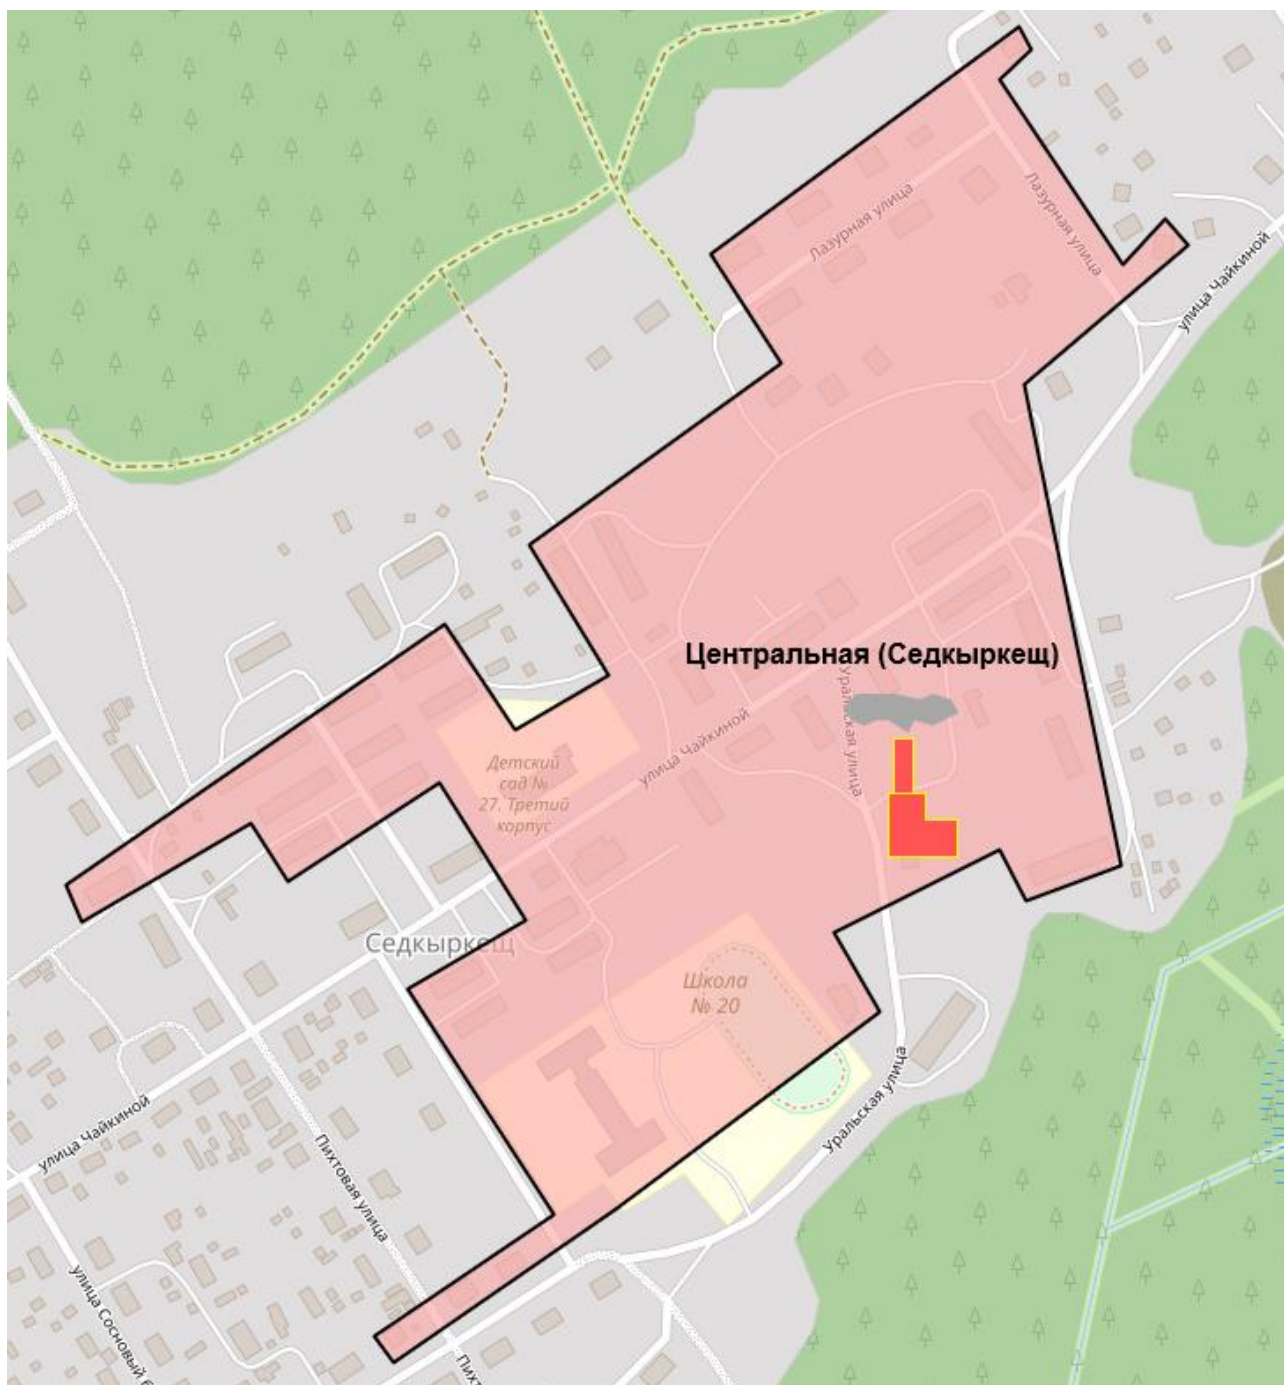 Лазурная улица
Лазурная улица
улица Чайкиной
Центральная (Седкыркещ)
Уральская улица
улица Чайкиной
Детский
сад №
27. Третий
корпус
Седкыркещ
Школа
№ 20
Уральская улица
улица Чайкиной
Пихтовая улица
улица Сосновый
Пих